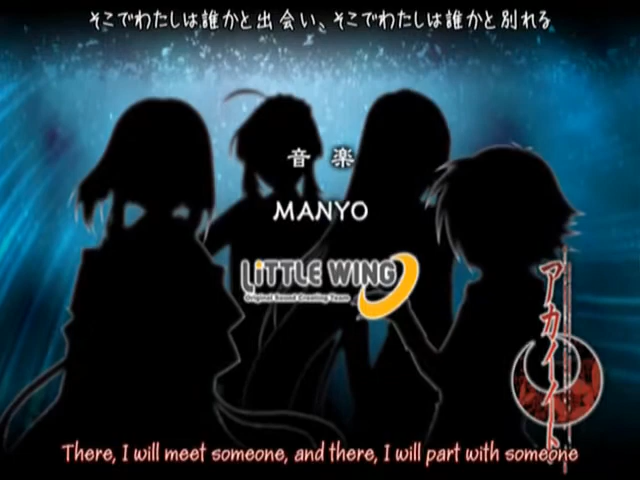 そこでわたしは誰かと出会い、そこでわたしは誰かと別れる
音楽
MANYO
LiTTLE WING
Original Sound Creating Team
アカイイト
There, I will meet someone, and there, I will part with someone